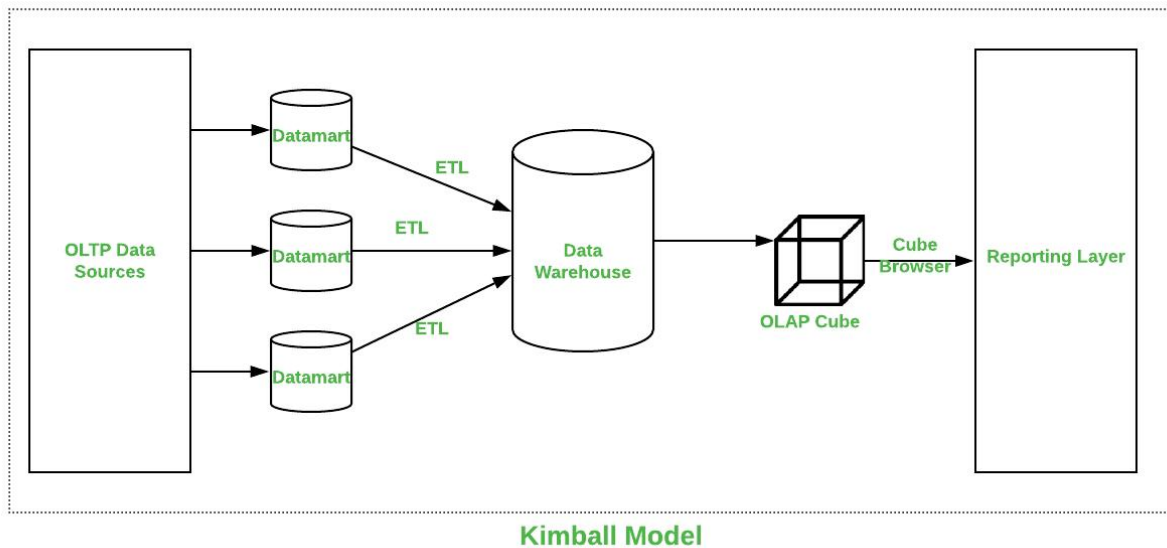 Datamart
ETL
ETL
OLTP Data
Sources
Datamart
Data
Warehouse
Cube
Browser
Reporting Layer
OLAP Cube
ETL
Datamart
Kimball Model